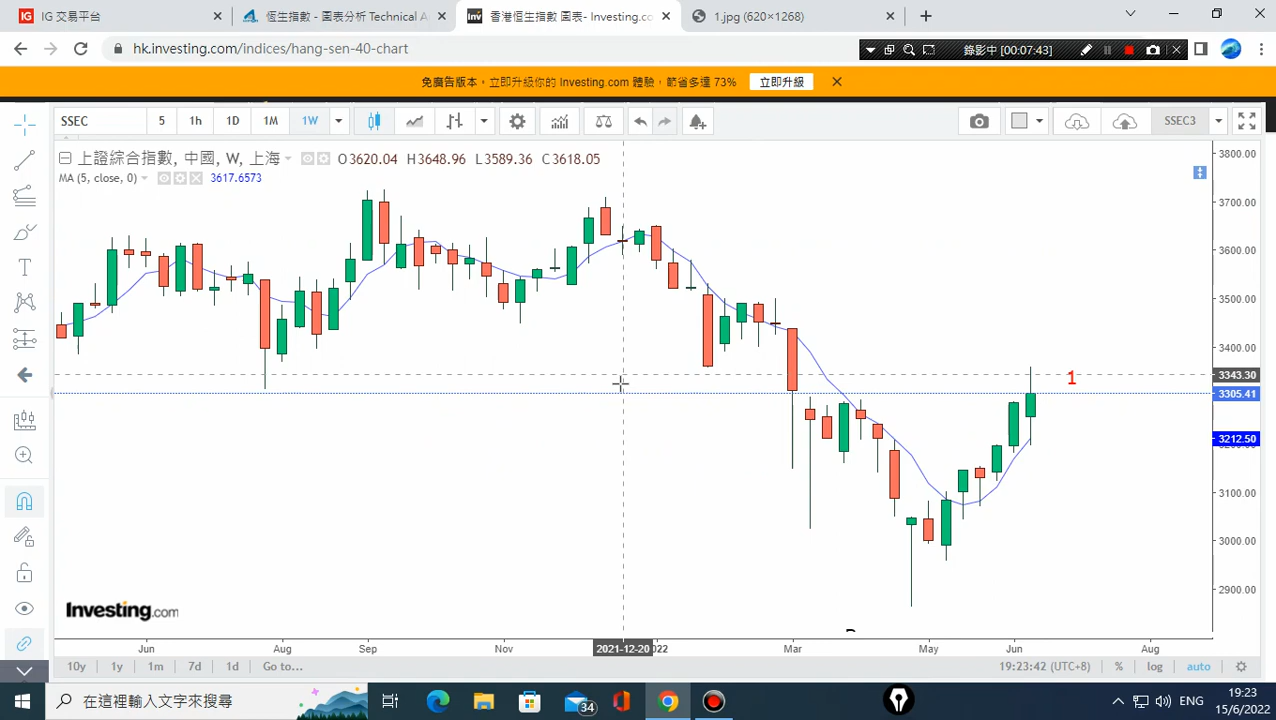 IG 交易平台
恆生指數 - 圖表分析 Technical A
香港恒生指數 圖表- Investing.co
1.jpg (620×1268)
hk.investing.com/indices/hang-sen-40-chart
錄影中 [00:07:43]
免廣告版本。立即升級你的 Investing.com 體驗，節省多達 73%
立即升級
SSEC
5
1h
1D
1M
1W
SSEC3
上證綜合指數, 中國, W, 上海
O3620.04 H3648.96 L3589.36 C3618.05
MA (5, close, 0)
3617.6573
3800.00
3700.00
3600.00
3500.00
3400.00
3343.30
1
3305.41
3212.50
3100.00
3000.00
2900.00
Investing.com
Jun
Aug
Sep
Nov
2021-12-20
022
Mar
May
Jun
Aug
10y
1y
1m
7d
1d
Go to...
19:23:42 (UTC+8)
%
log
auto
在這裡輸入文字來搜尋
34
ENG
19:23
15/6/2022